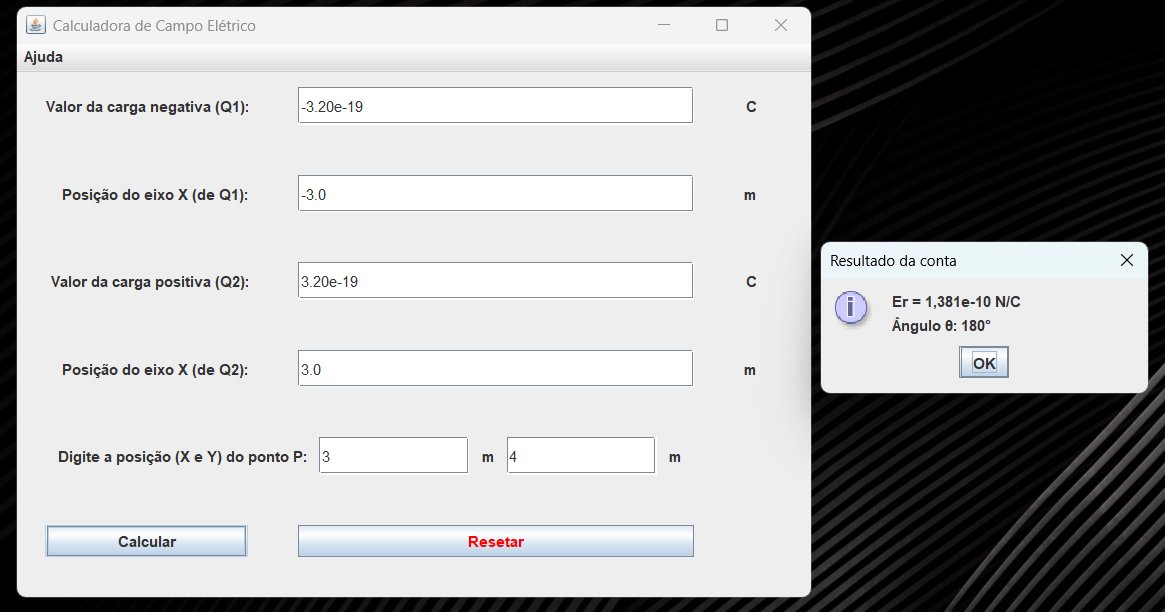 Calculadora de Campo Elétrico
Ajuda
Valor da carga negativa (Q1): -3.20e-19 C
Posição do eixo X (de Q1): -3.0 m
Valor da carga positiva (Q2): 3.20e-19 C
Posição do eixo X (de Q2): 3.0 m
Digite a posição (X e Y) do ponto P: 3 m 4 m
Calcular Resetar
Resultado da conta
Er = 1,381e-10 N/C
Ângulo θ: 180°
OK